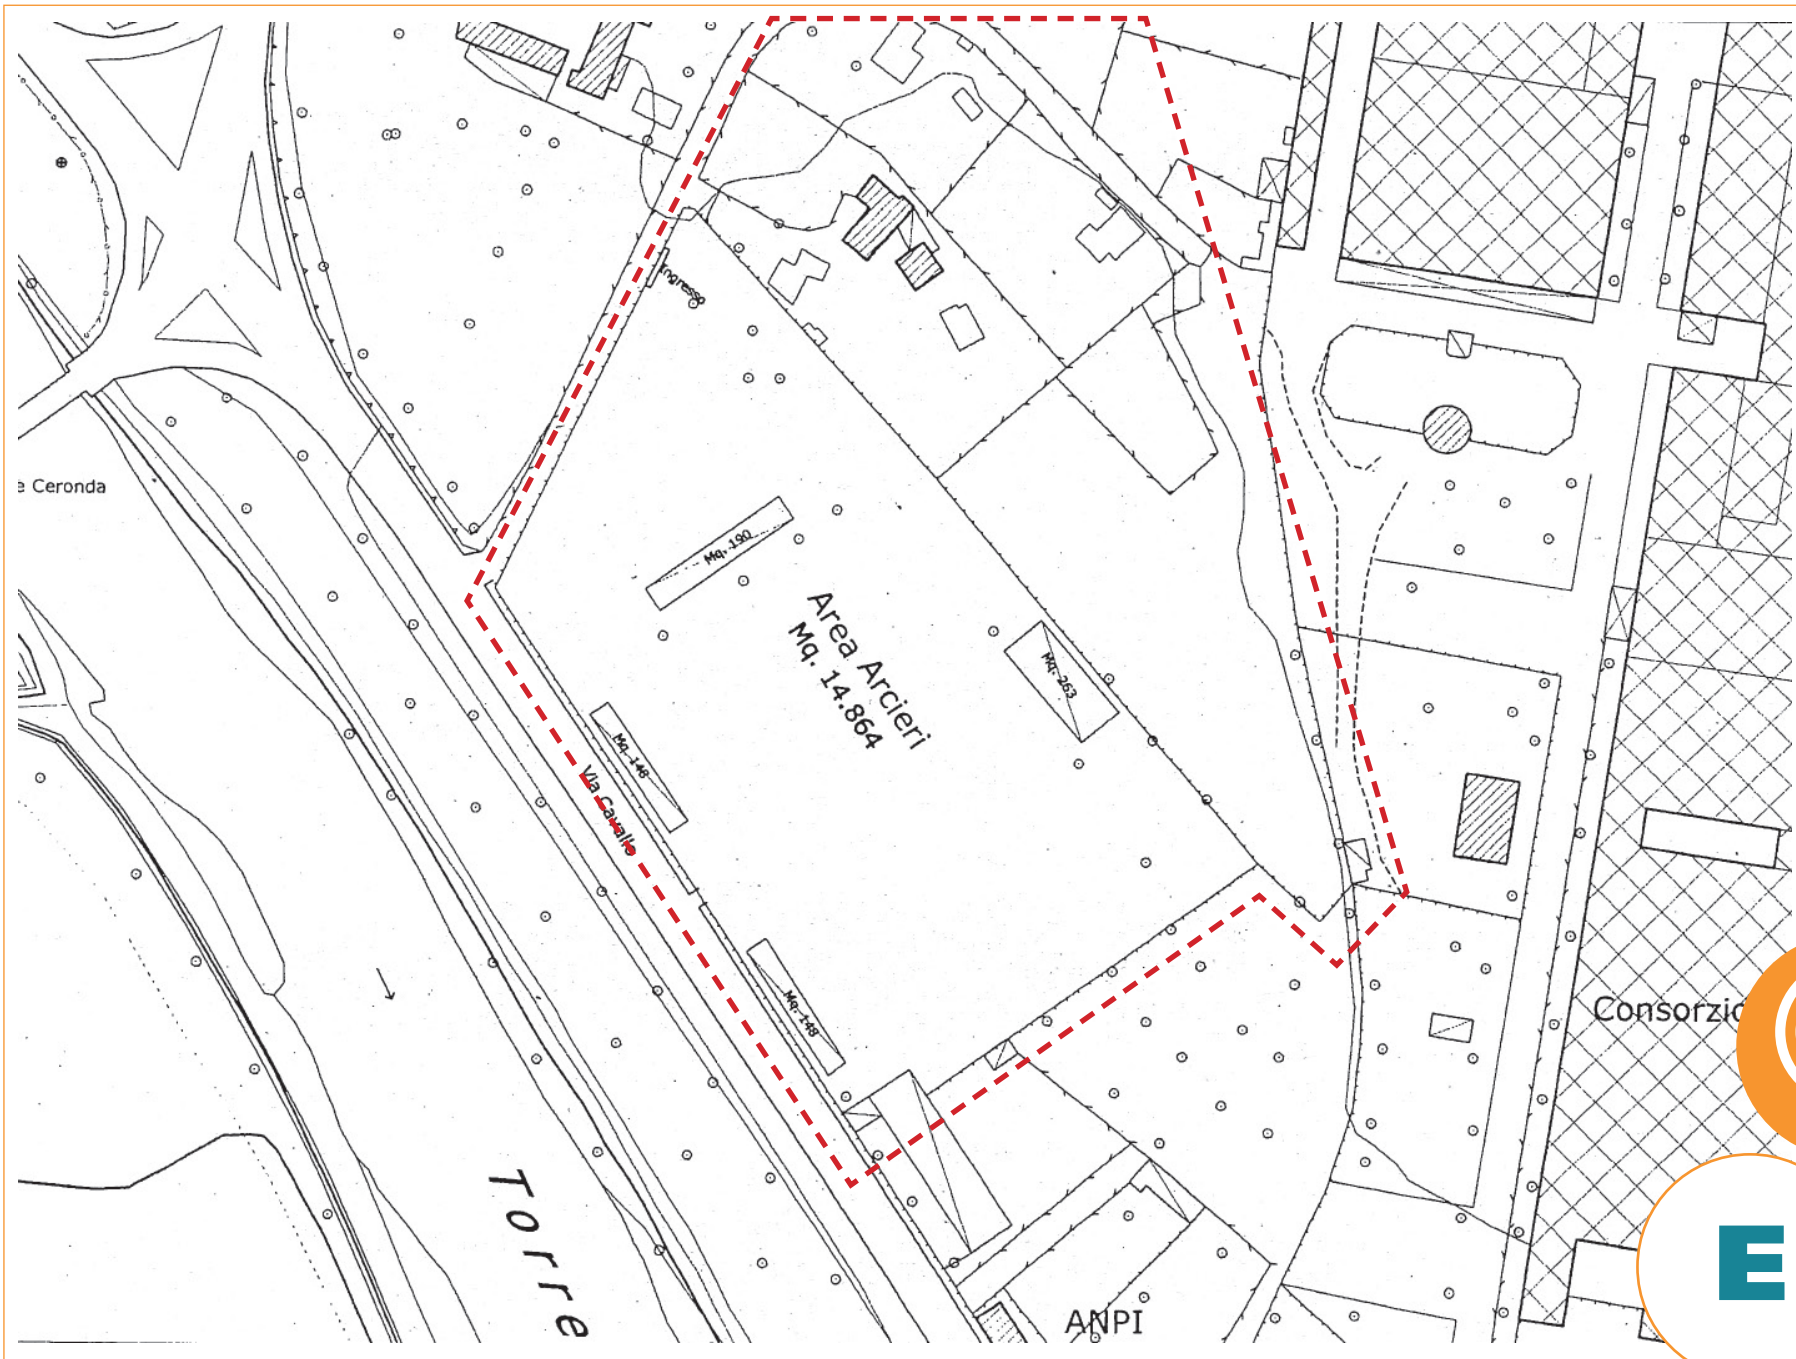 Ingresso
e Ceronda
Mq. 190
Area Arcieri
Mq. 14.864
Mq. 263
Mq. 148
Via Cavallo
Mq. 148
Consorzio
Torre
ANPI
E